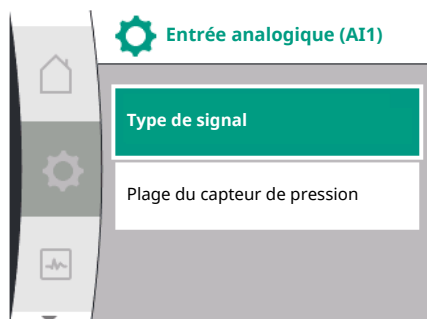 Entrée analogique (AI1)
Type de signal
Plage du capteur de pression